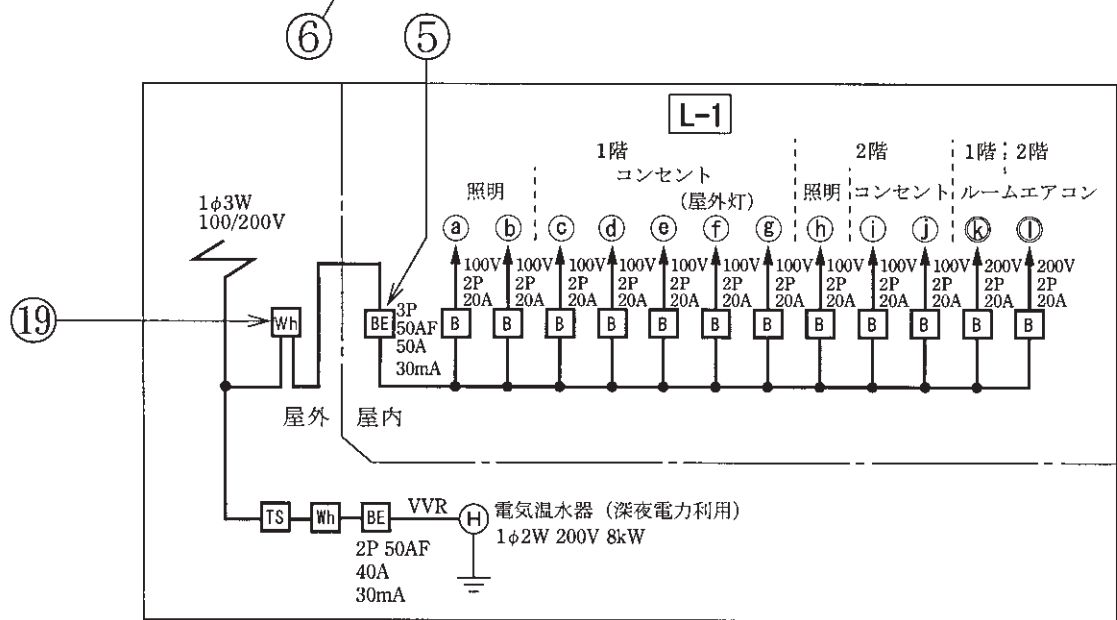 ⑥ ⑤
L-1
1階 2階 1階 2階
コンセント
照明 (屋外灯) 照明 コンセント ルームエアコン
1φ3W
100/200V
ⓐ ⓑ ⓒ ⓓ ⓔ ⓕ ⓖ ⓗ ⓘ ⓙ ⓚ ⓛ
100V 100V 100V 100V 100V 100V 100V 100V 100V 100V 200V 200V
2P 2P 2P 2P 2P 2P 2P 2P 2P 2P 2P 2P
20A 20A 20A 20A 20A 20A 20A 20A 20A 20A 20A 20A
⑲ Wh BE B B B B B B B B B B B B
3P
50AF
50A
30mA
屋外 屋内
TS Wh BE VVR H 電気温水器(深夜電力利用)
1φ2W 200V 8kW
2P 50AF
40A
30mA